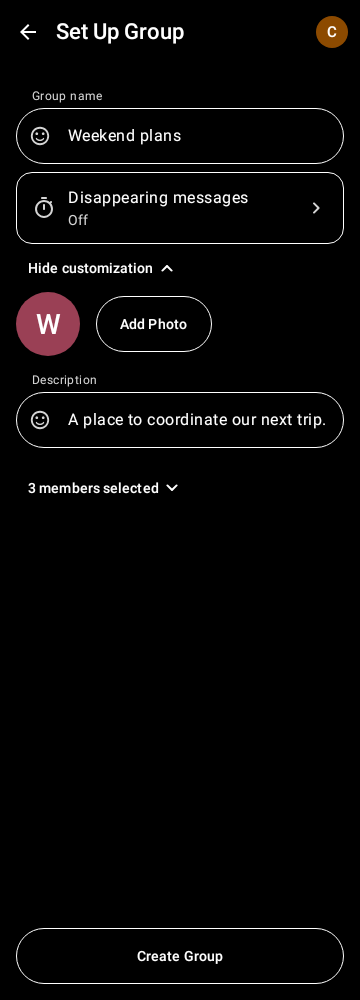 Set Up Group
C
Group name
Weekend plans
Disappearing messages
Off
Hide customization
W
Add Photo
Description
A place to coordinate our next trip.
3 members selected
Create Group